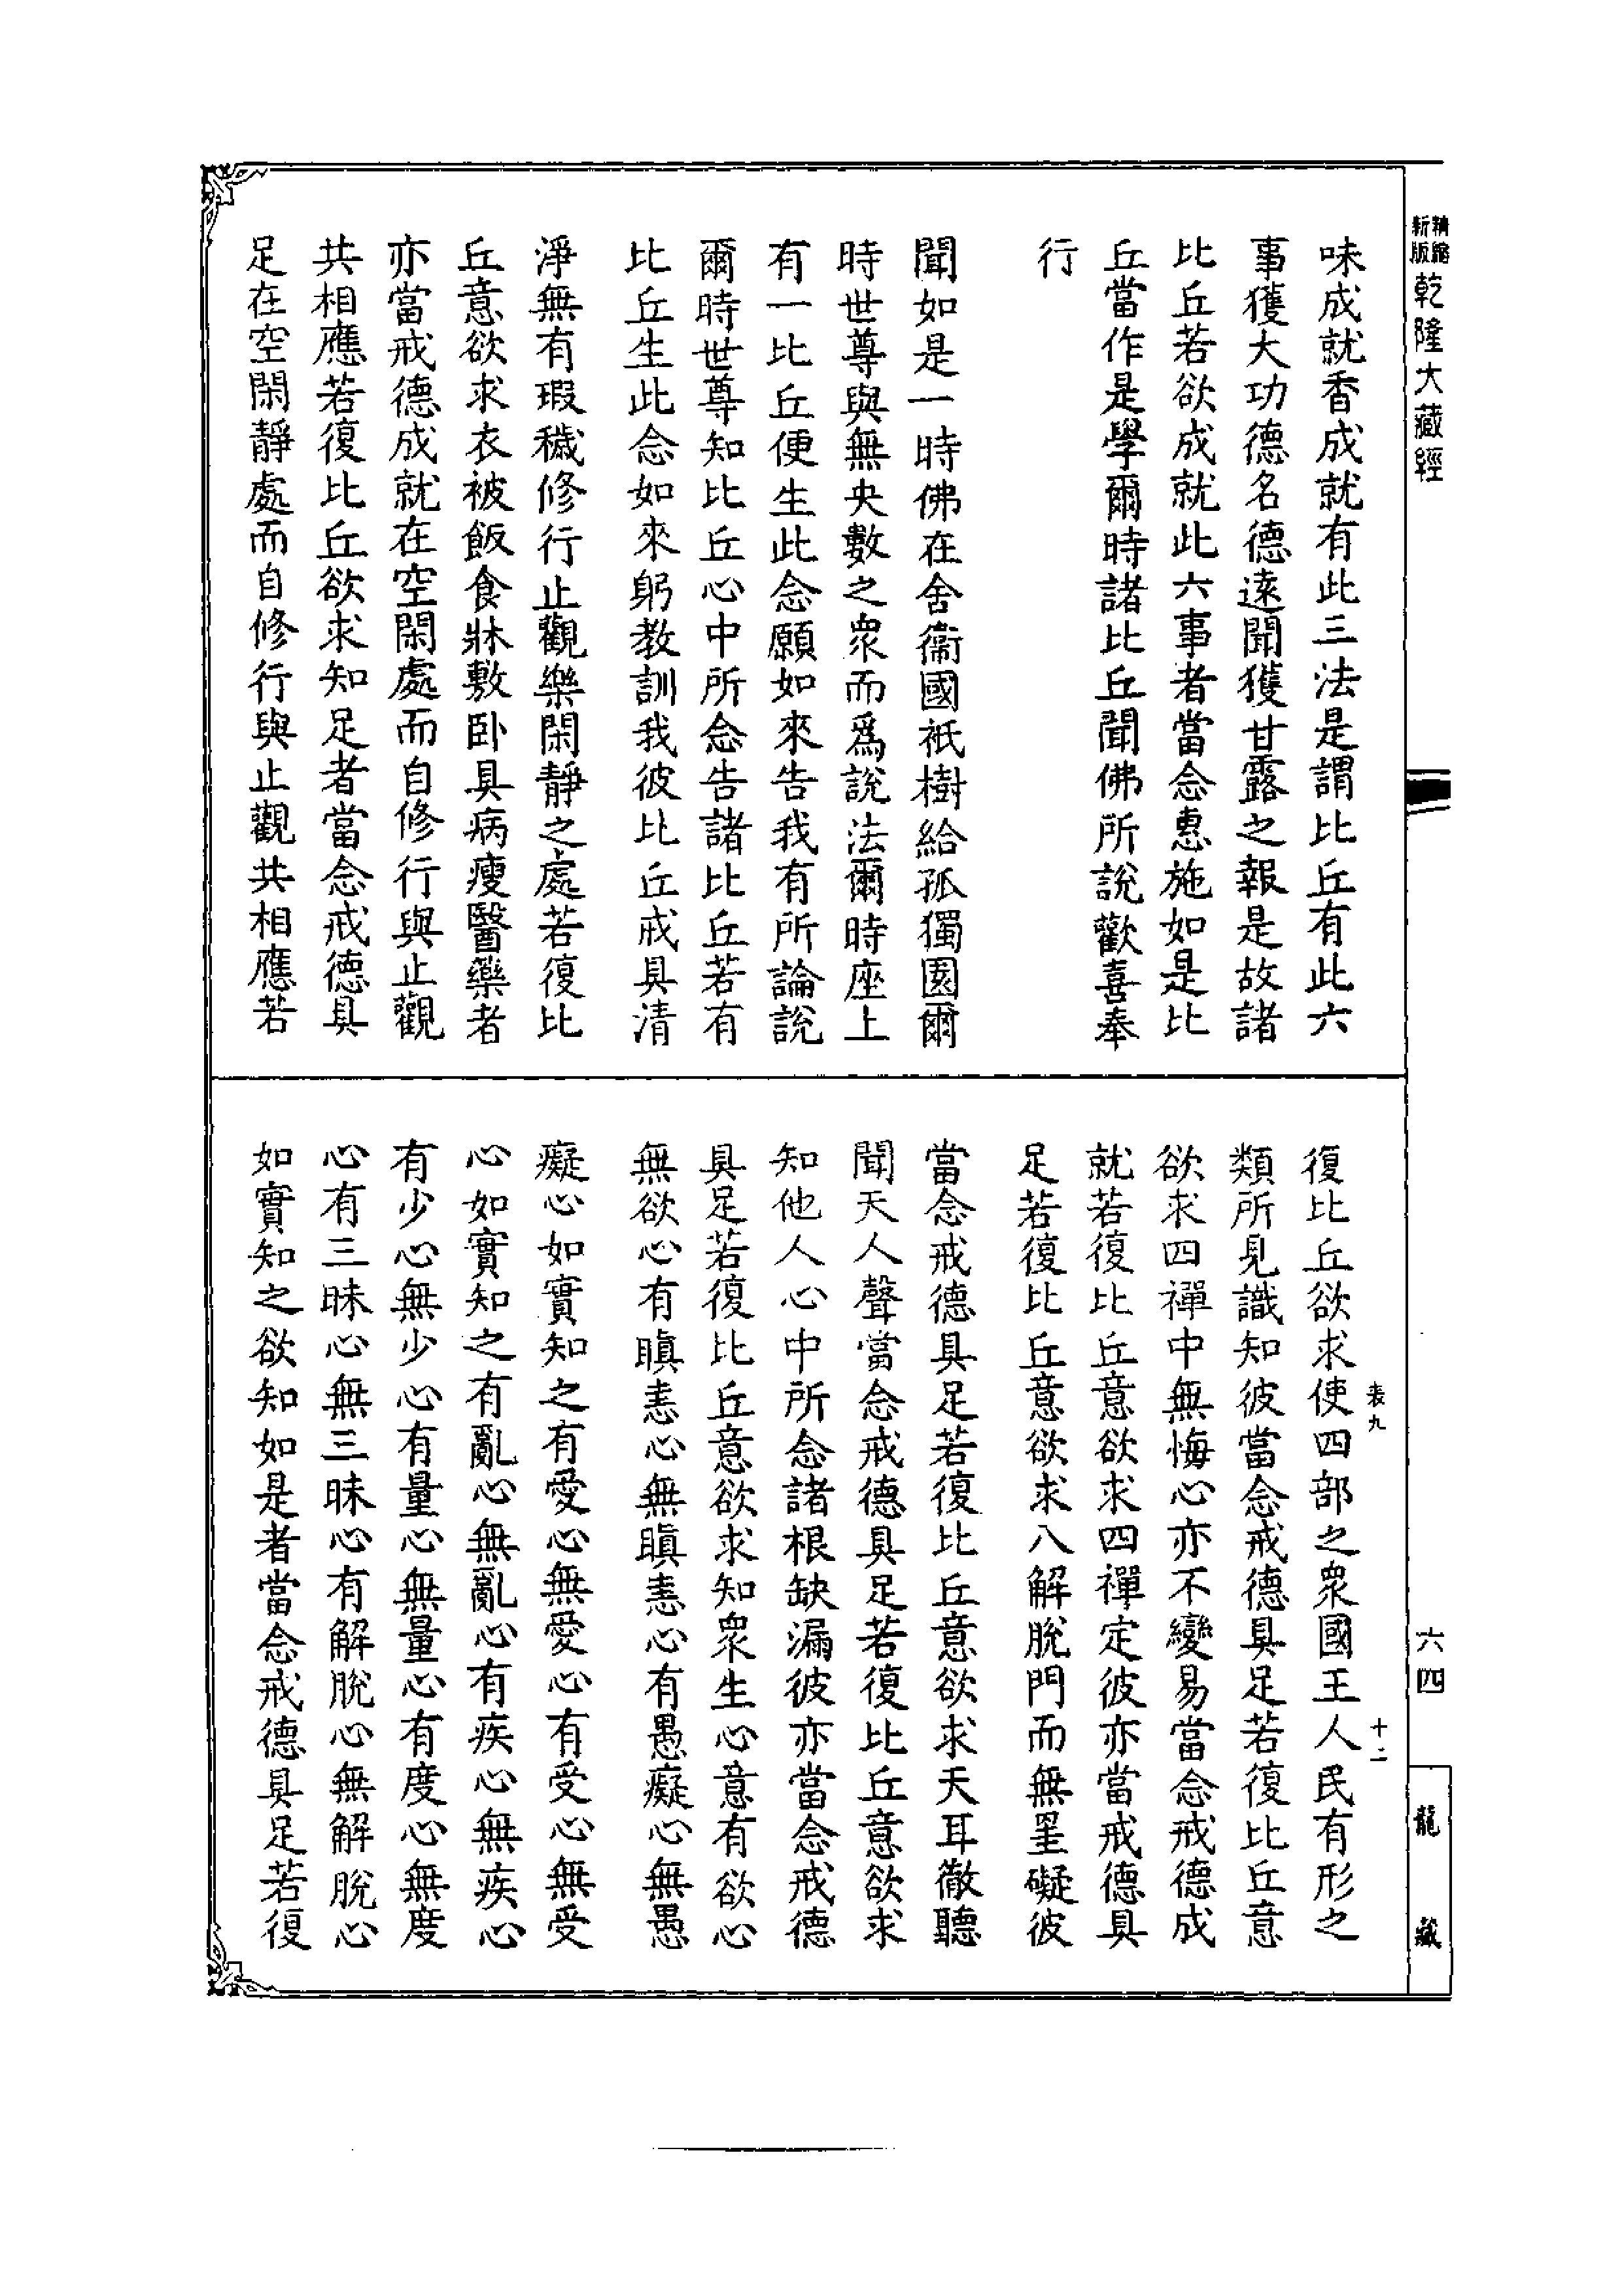 新版精縮乾隆大藏經
味成就香成就有此三法是謂比丘有此六
事獲大功德名德遠聞獲甘露之報是故諸
比丘若欲成就此六事者當念惠施如是比
丘當作是學爾時諸比丘聞佛所說歡喜奉
行
聞如是一時佛在舍衞國祇樹給孤獨園爾
時世尊與無央數之衆而爲說法爾時座上
有一比丘便生此念願如來告我有所論說
爾時世尊知比丘心中所念告諸比丘若有
比丘生此念如來躬教訓我彼比丘戒具清
淨無有瑕穢修行止觀樂閑靜之處若復比
丘意欲求衣被飯食牀敷卧具病瘦醫藥者
亦當戒德成就在空閑處而自修行與止觀
共相應若復比丘欲求知足者當念戒德具
足在空閑靜處而自修行與止觀共相應若
復比丘欲求使四部之衆國王人民有形之
類所見識知彼當念戒德具足若復比丘意
欲求四禪中無悔心亦不變易當念戒德成
就若復比丘意欲求四禪定彼亦當戒德具
足若復比丘意欲求八解脫門而無罣礙彼
當念戒德具足若復比丘意欲求天耳徹聽
聞天人聲當念戒德具足若復比丘意欲求
知他人心中所念諸根缺漏彼亦當念戒德
具足若復比丘意欲求知衆生心意有欲心
無欲心有瞋恚心無瞋恚心有愚癡心無愚
癡心如實知之有愛心無愛心有受心無受
心如實知之有亂心無亂心有疾心無疾心
有少心無少心有量心無量心有度心無度
心有三昧心無三昧心有解脫心無解脫心
如實知之欲知如是者當念戒德具足若復
表九
十二
六四
龍藏